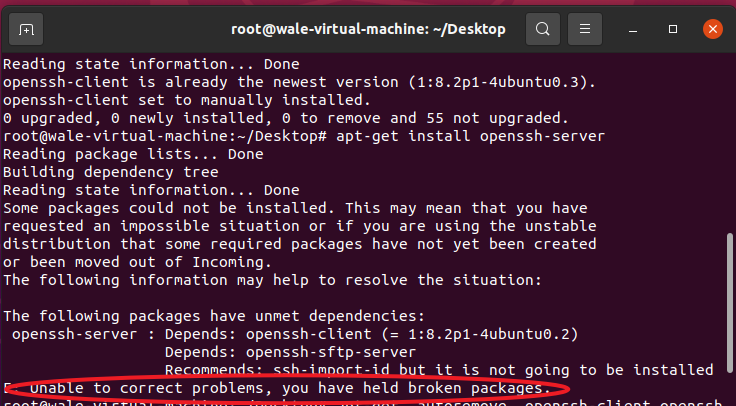 root@wale-virtual-machine: ~/Desktop
Reading state information... Done
openssh-client is already the newest version (1:8.2p1-4ubuntu0.3).
openssh-client set to manually installed.
0 upgraded, 0 newly installed, 0 to remove and 55 not upgraded.
root@wale-virtual-machine:~/Desktop# apt-get install openssh-server
Reading package lists... Done
Building dependency tree
Reading state information... Done
Some packages could not be installed. This may mean that you have
requested an impossible situation or if you are using the unstable
distribution that some required packages have not yet been created
or been moved out of Incoming.
The following information may help to resolve the situation:
The following packages have unmet dependencies:
openssh-server : Depends: openssh-client (= 1:8.2p1-4ubuntu0.2)
Depends: openssh-sftp-server
Recommends: ssh-import-id but it is not going to be installed
E: Unable to correct problems, you have held broken packages.